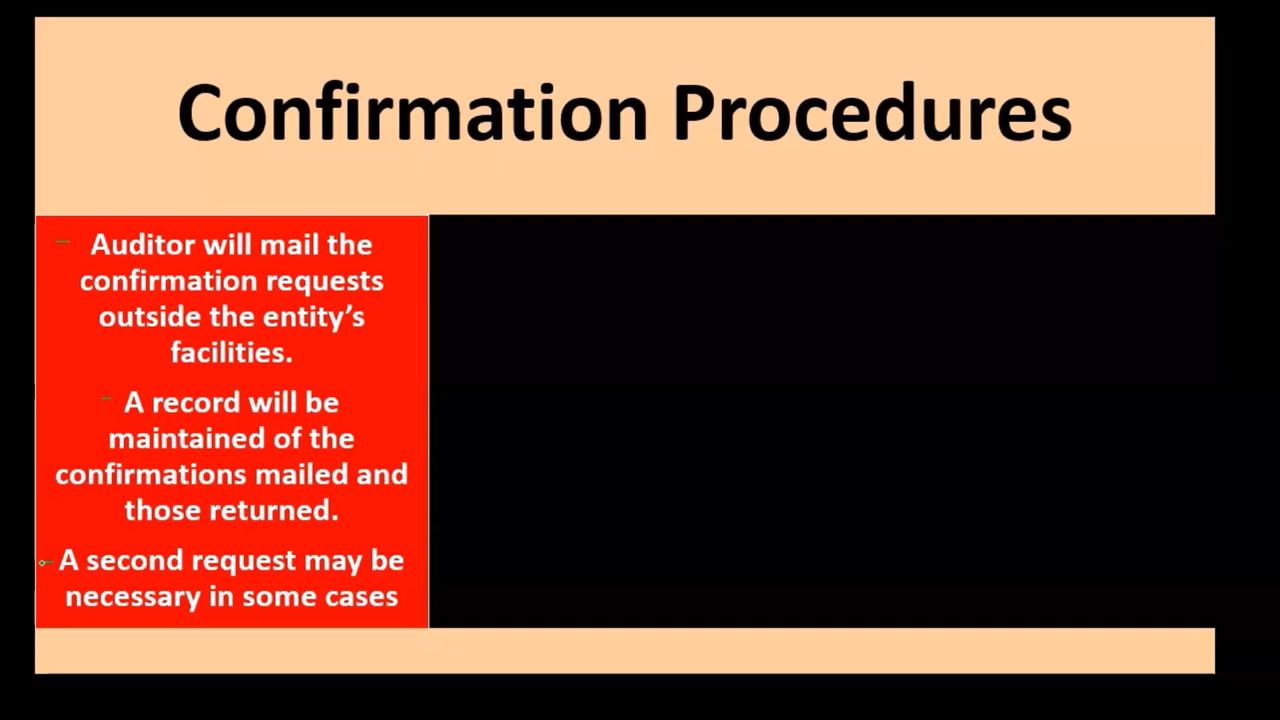 Confirmation Procedures
Auditor will mail the
confirmation requests
outside the entity’s
facilities.
A record will be
maintained of the
confirmations mailed and
those returned.
A second request may be
necessary in some cases